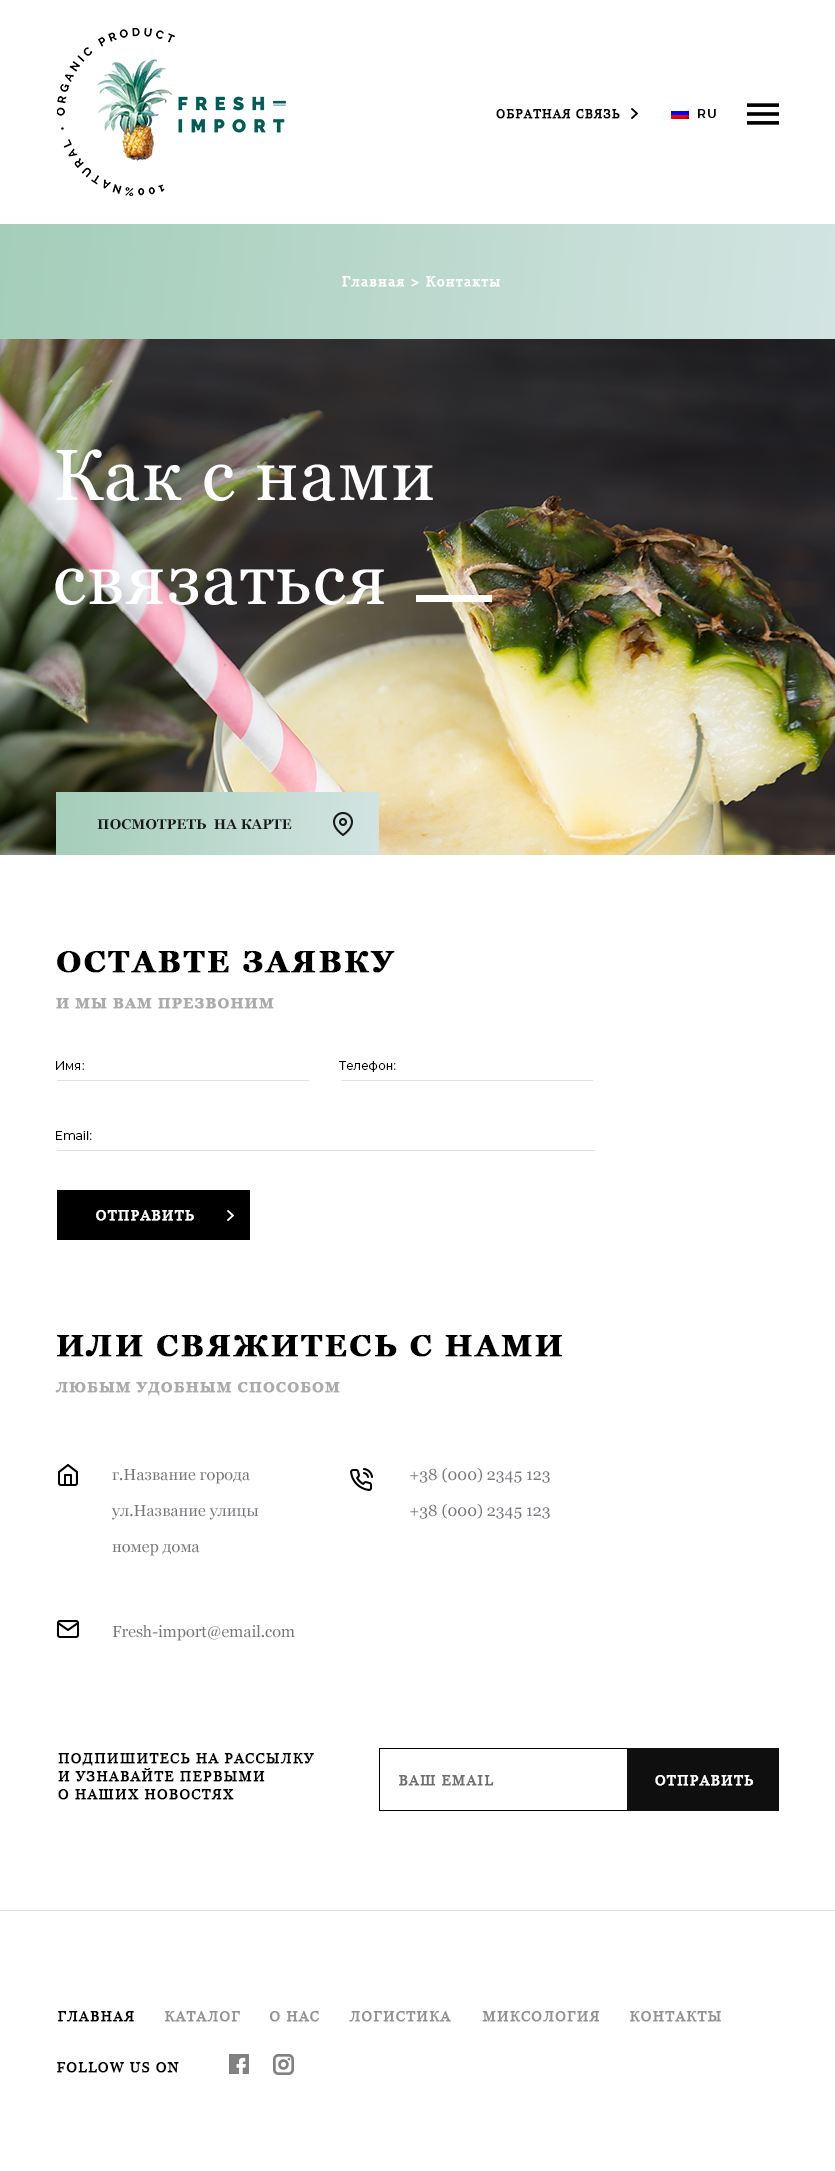 ORGANIC PRODUCT
100%NATURAL
FRESH-
IMPORT
ОБРАТНАЯ СВЯЗЬ
RU
Главная > Контакты
Как с нами
связаться
ПОСМОТРЕТЬ НА КАРТЕ
ОСТАВТЕ ЗАЯВКУ
И МЫ ВАМ ПРЕЗВОНИМ
Имя:
Телефон:
Email:
ОТПРАВИТЬ
ИЛИ СВЯЖИТЕСЬ С НАМИ
ЛЮБЫМ УДОБНЫМ СПОСОБОМ
г.Название города
ул.Название улицы
номер дома
+38 (000) 2345 123
+38 (000) 2345 123
Fresh-import@email.com
ПОДПИШИТЕСЬ НА РАССЫЛКУ
И УЗНАВАЙТЕ ПЕРВЫМИ
О НАШИХ НОВОСТЯХ
ВАШ EMAIL
ОТПРАВИТЬ
ГЛАВНАЯ
КАТАЛОГ
О НАС
ЛОГИСТИКА
МИКСОЛОГИЯ
КОНТАКТЫ
FOLLOW US ON